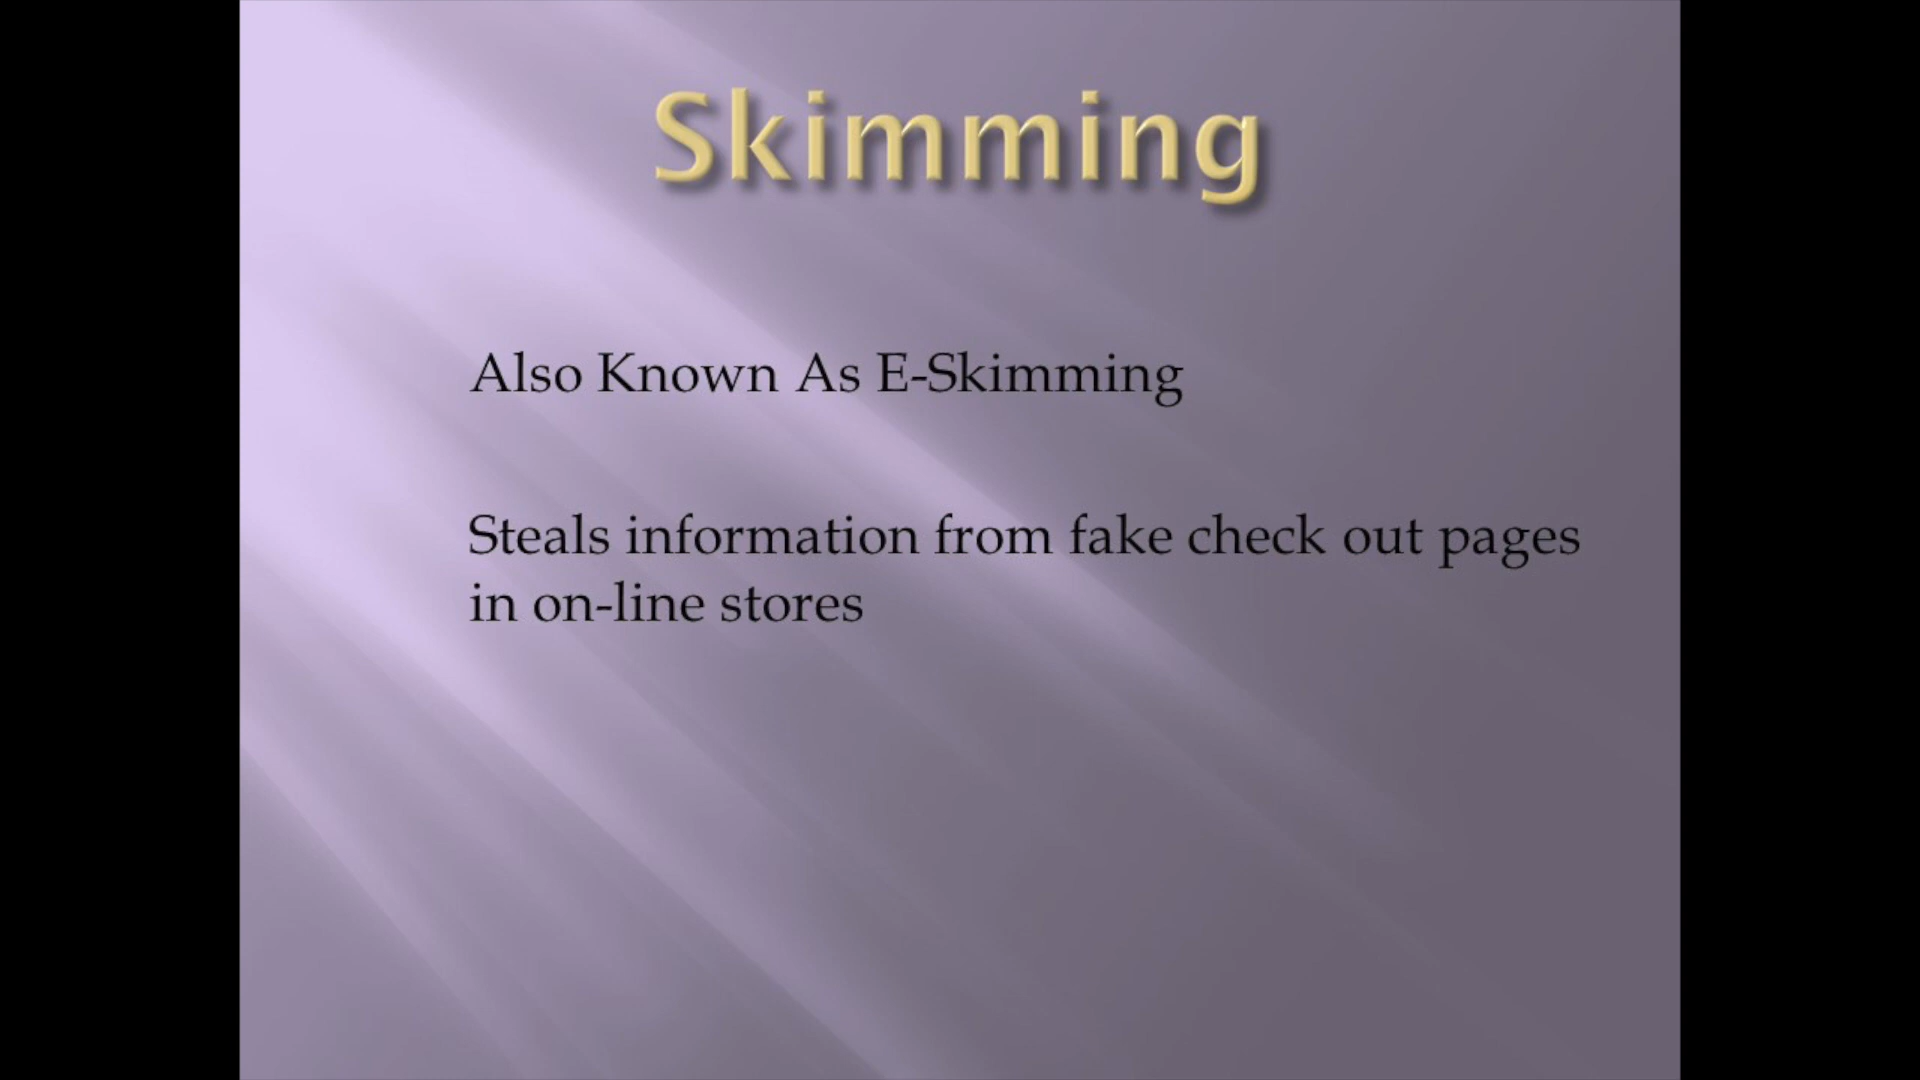 Skimming
Also Known As E-Skimming
Steals information from fake check out pages
in on-line stores